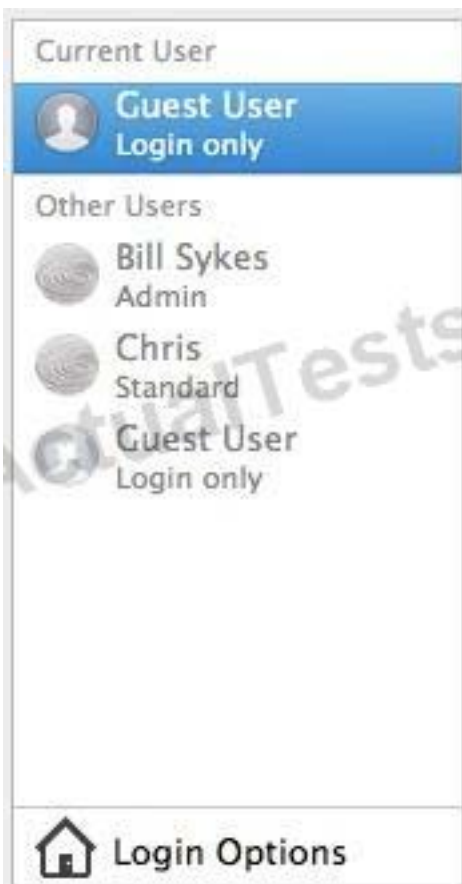 Current User
Guest User
Login only
Other Users
Bill Sykes
Admin
Chris
Standard
Guest User
Login only
ActualTests
Login Options